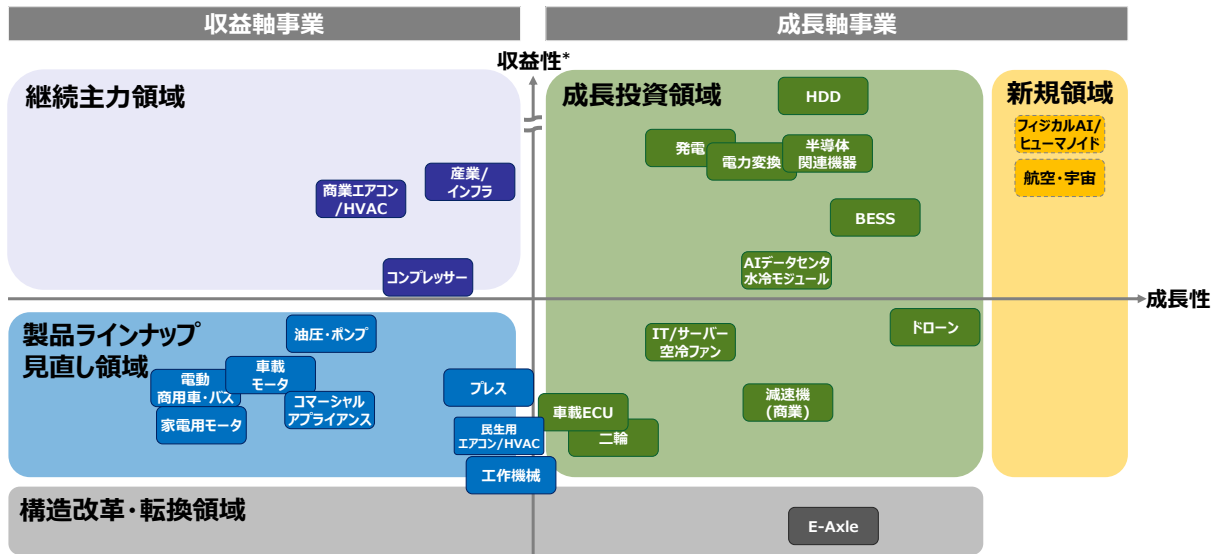 収益軸事業
成長軸事業
収益性*
継続主力領域
商業エアコン
/HVAC
産業/
インフラ
コンプレッサー
成長投資領域
HDD
発電
電力変換
半導体
関連機器
BESS
AIデータセンタ
水冷モジュール
新規領域
フィジカルAI/
ヒューマノイド
航空・宇宙
成長性
製品ラインナップ
見直し領域
油圧・ポンプ
車載
モータ
電動
商用車・バス
家電用モータ
コマーシャル
アプライアンス
プレス
民生用
エアコン/HVAC
工作機械
IT/サーバー
空冷ファン
ドローン
減速機
(商業)
車載ECU
二輪
構造改革・転換領域
E-Axle